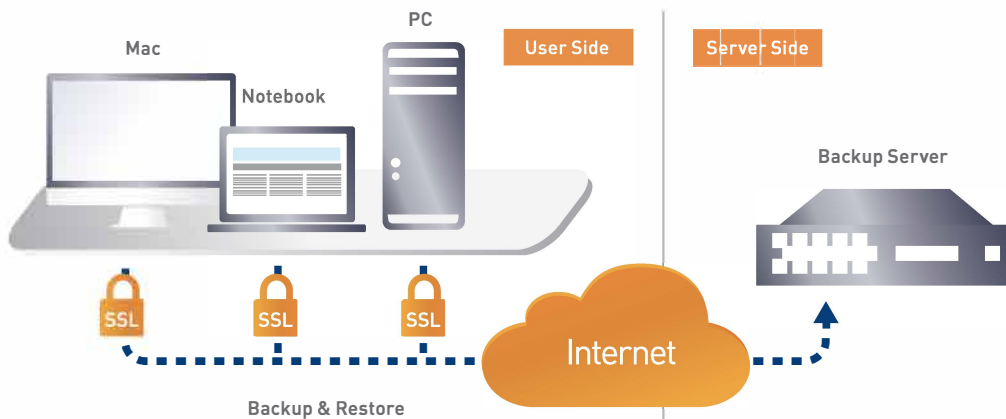 PC
Mac
User Side
Server Side
Notebook
Backup Server
SSL
SSL
SSL
Internet
Backup & Restore